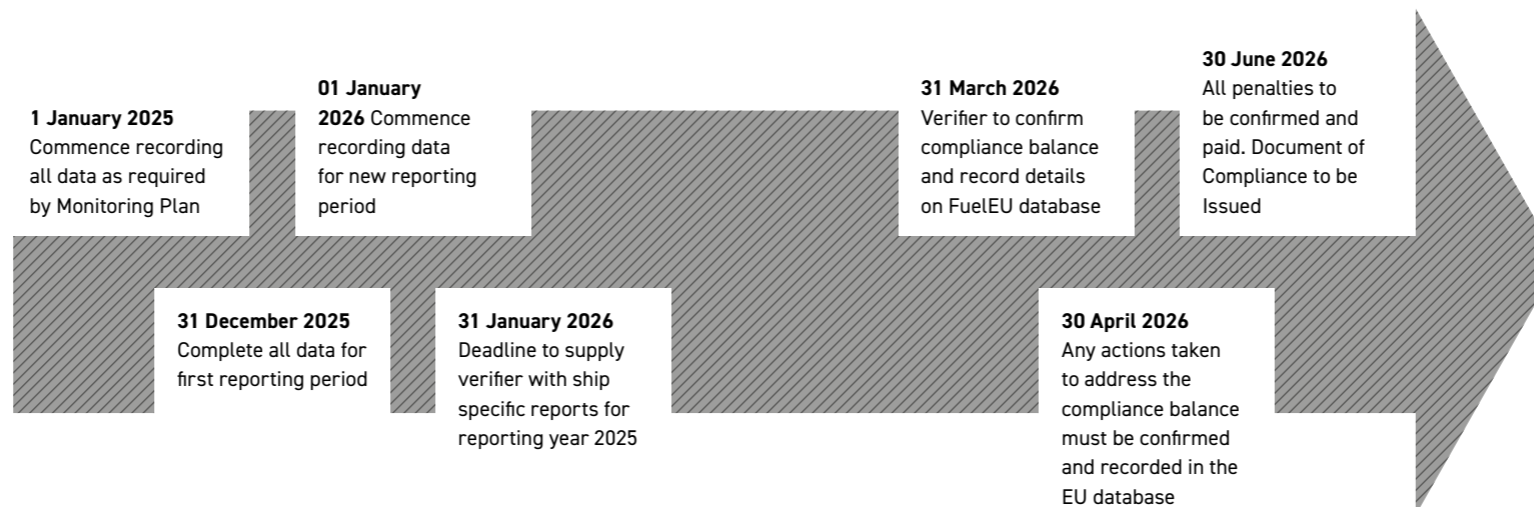 1 January 2025
Commence recording
all data as required
by Monitoring Plan
31 December 2025
Complete all data for
first reporting period
01 January
2026 Commence
recording data
for new reporting
period
31 January 2026
Deadline to supply
verifier with ship
specific reports for
reporting year 2025
31 March 2026
Verifier to confirm
compliance balance
and record details
on FuelEU database
30 April 2026
Any actions taken
to address the
compliance balance
must be confirmed
and recorded in the
EU database
30 June 2026
All penalties to
be confirmed and
paid. Document of
Compliance to be
Issued